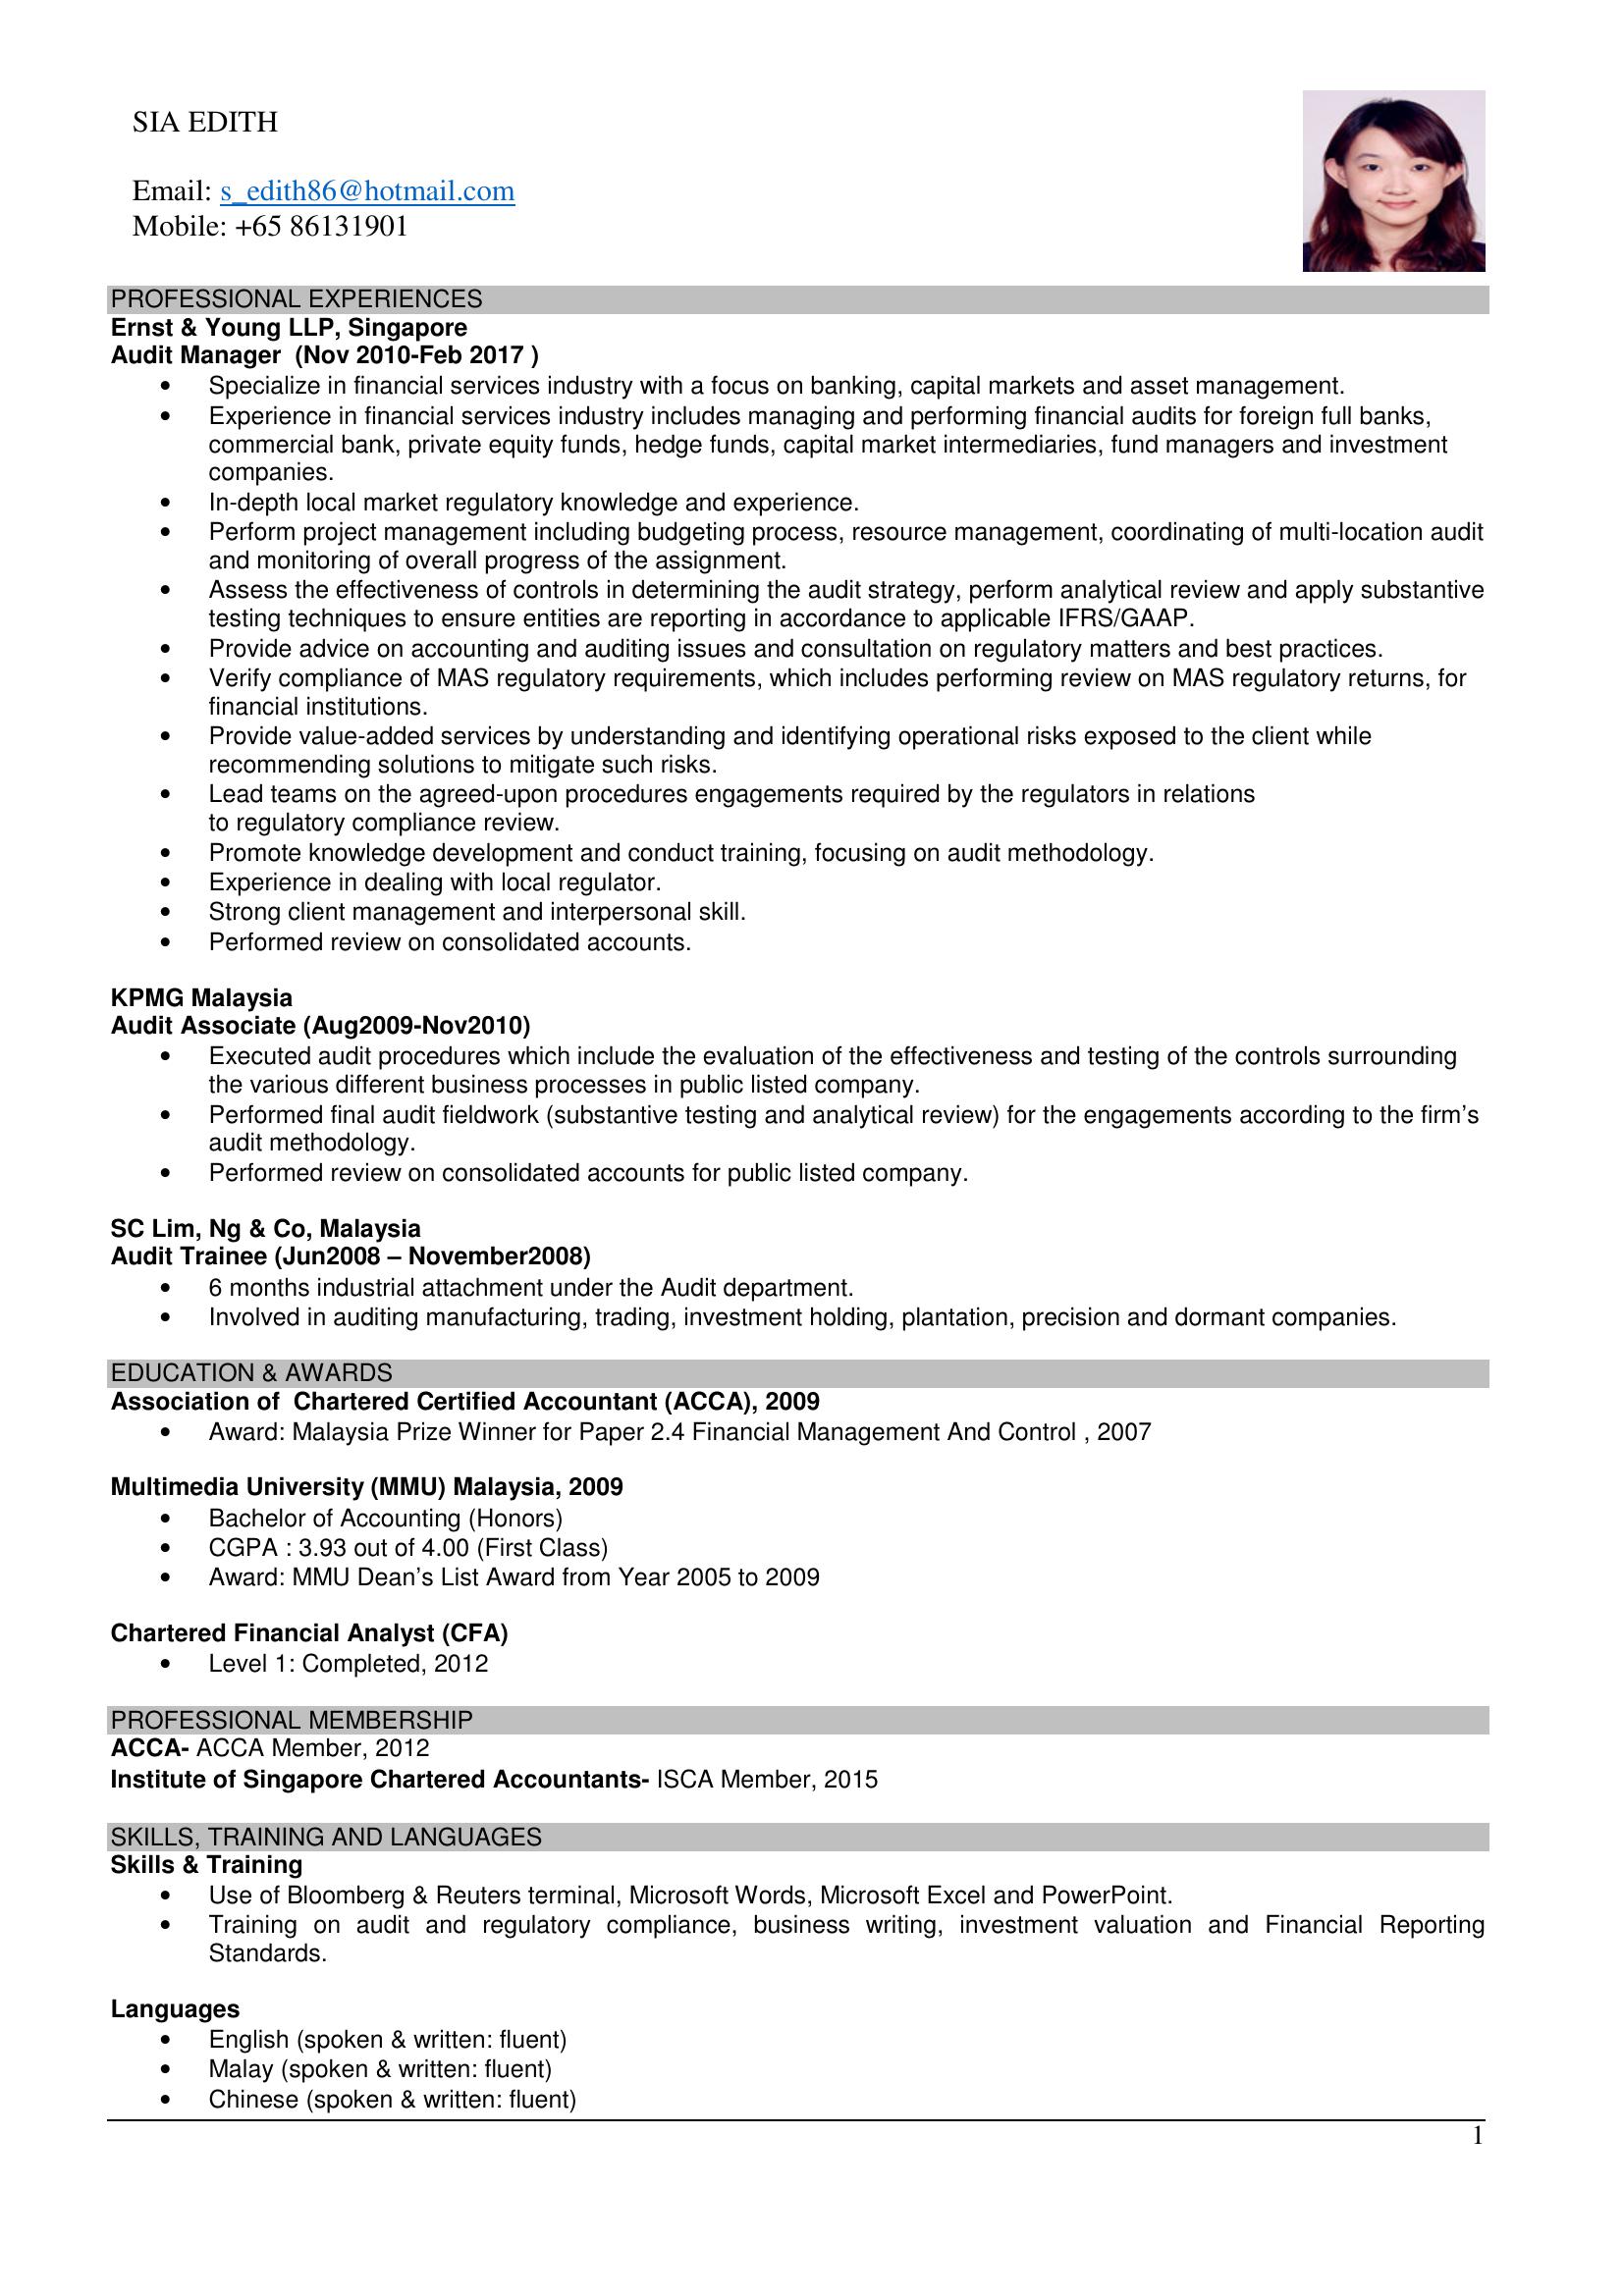 SIA EDITH
Email: s_edith86@hotmail.com
Mobile: +65 86131901
PROFESSIONAL EXPERIENCES
Ernst & Young LLP, Singapore
Audit Manager (Nov 2010-Feb 2017 )
• Specialize in financial services industry with a focus on banking, capital markets and asset management.
• Experience in financial services industry includes managing and performing financial audits for foreign full banks,
commercial bank, private equity funds, hedge funds, capital market intermediaries, fund managers and investment
companies.
• In-depth local market regulatory knowledge and experience.
• Perform project management including budgeting process, resource management, coordinating of multi-location audit
and monitoring of overall progress of the assignment.
• Assess the effectiveness of controls in determining the audit strategy, perform analytical review and apply substantive
testing techniques to ensure entities are reporting in accordance to applicable IFRS/GAAP.
• Provide advice on accounting and auditing issues and consultation on regulatory matters and best practices.
• Verify compliance of MAS regulatory requirements, which includes performing review on MAS regulatory returns, for
financial institutions.
• Provide value-added services by understanding and identifying operational risks exposed to the client while
recommending solutions to mitigate such risks.
• Lead teams on the agreed-upon procedures engagements required by the regulators in relations
to regulatory compliance review.
• Promote knowledge development and conduct training, focusing on audit methodology.
• Experience in dealing with local regulator.
• Strong client management and interpersonal skill.
• Performed review on consolidated accounts.
KPMG Malaysia
Audit Associate (Aug2009-Nov2010)
• Executed audit procedures which include the evaluation of the effectiveness and testing of the controls surrounding
the various different business processes in public listed company.
• Performed final audit fieldwork (substantive testing and analytical review) for the engagements according to the firm’s
audit methodology.
• Performed review on consolidated accounts for public listed company.
SC Lim, Ng & Co, Malaysia
Audit Trainee (Jun2008 – November2008)
• 6 months industrial attachment under the Audit department.
• Involved in auditing manufacturing, trading, investment holding, plantation, precision and dormant companies.
EDUCATION & AWARDS
Association of Chartered Certified Accountant (ACCA), 2009
• Award: Malaysia Prize Winner for Paper 2.4 Financial Management And Control , 2007
Multimedia University (MMU) Malaysia, 2009
• Bachelor of Accounting (Honors)
• CGPA : 3.93 out of 4.00 (First Class)
• Award: MMU Dean’s List Award from Year 2005 to 2009
Chartered Financial Analyst (CFA)
• Level 1: Completed, 2012
PROFESSIONAL MEMBERSHIP
ACCA- ACCA Member, 2012
Institute of Singapore Chartered Accountants- ISCA Member, 2015
SKILLS, TRAINING AND LANGUAGES
Skills & Training
• Use of Bloomberg & Reuters terminal, Microsoft Words, Microsoft Excel and PowerPoint.
• Training on audit and regulatory compliance, business writing, investment valuation and Financial Reporting
Standards.
Languages
• English (spoken & written: fluent)
• Malay (spoken & written: fluent)
• Chinese (spoken & written: fluent)
1